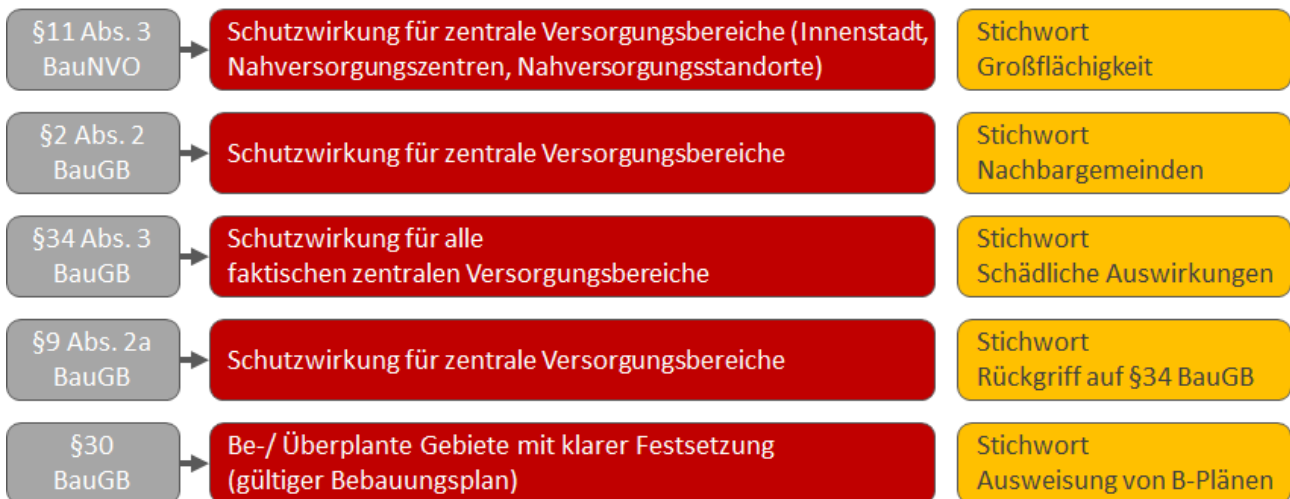 §11 Abs. 3
BauNVO
Schutzwirkung für zentrale Versorgungsbereiche (Innenstadt,
Nahversorgungszentren, Nahversorgungsstandorte)
Stichwort
Großflächigkeit
§2 Abs. 2
BauGB
Schutzwirkung für zentrale Versorgungsbereiche
Stichwort
Nachbargemeinden
§34 Abs. 3
BauGB
Schutzwirkung für alle
faktischen zentralen Versorgungsbereiche
Stichwort
Schädliche Auswirkungen
§9 Abs. 2a
BauGB
Schutzwirkung für zentrale Versorgungsbereiche
Stichwort
Rückgriff auf §34 BauGB
§30
BauGB
Be-/ Überplante Gebiete mit klarer Festsetzung
(gültiger Bebauungsplan)
Stichwort
Ausweisung von B-Plänen